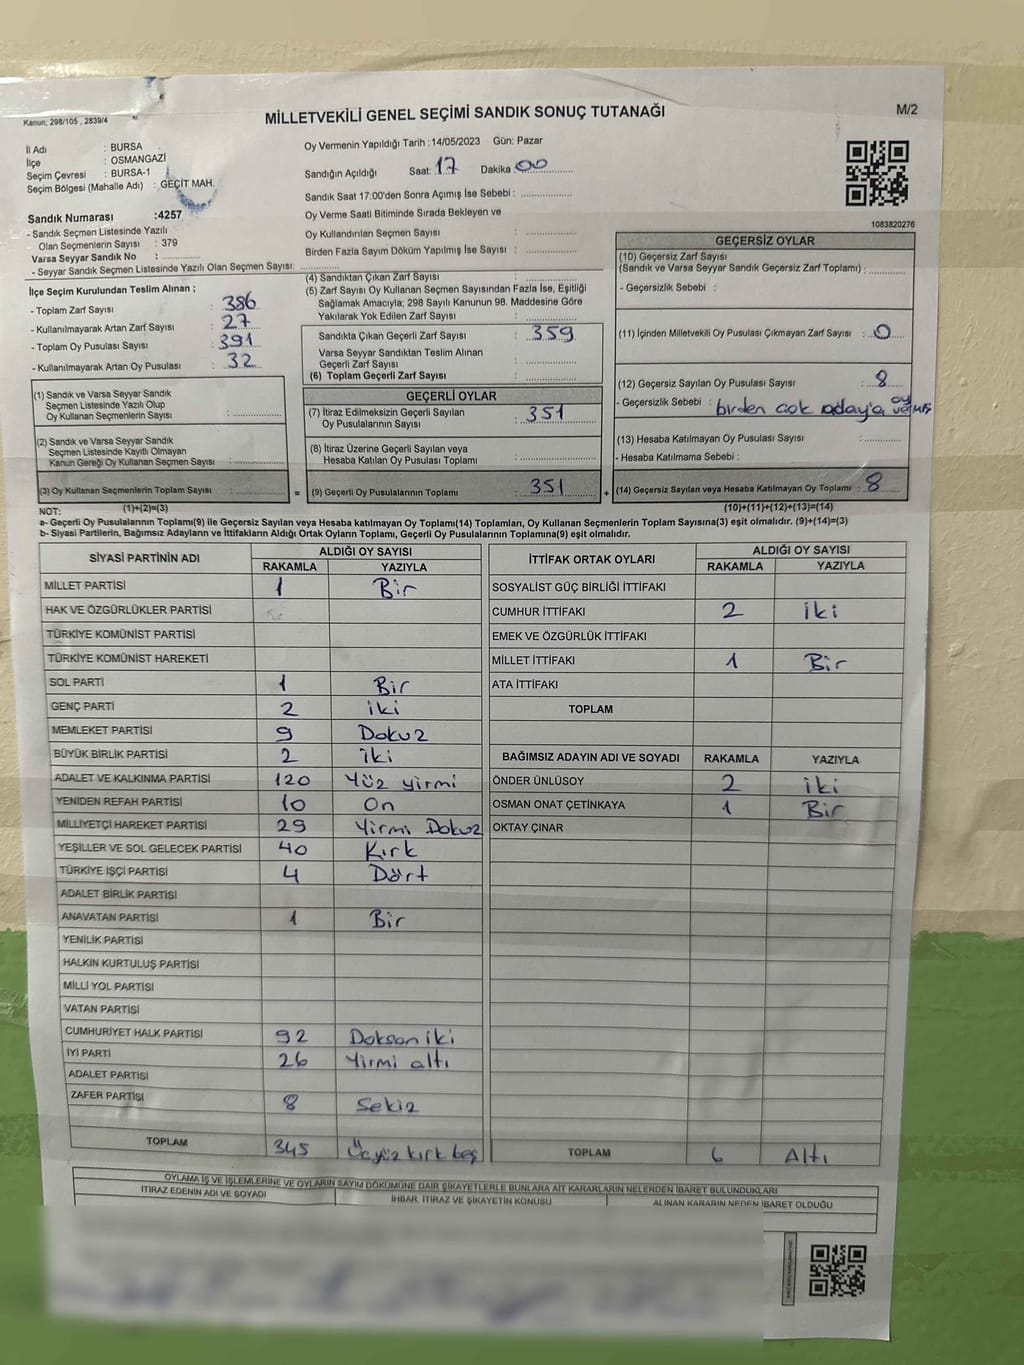 Kanun; 298/105 , 2839/4
MİLLETVEKİLİ GENEL SEÇİMİ SANDIK SONUÇ TUTANAĞI
M/2
İl Adı : BURSA
İlçe : OSMANGAZİ
Seçim Çevresi : BURSA-1
Seçim Bölgesi (Mahalle Adı) : GEÇİT MAH.
Sandık Numarası :4257
- Sandık Seçmen Listesinde Yazılı
Olan Seçmenlerin Sayısı : 379
Varsa Seyyar Sandık No :
- Seyyar Sandık Seçmen Listesinde Yazılı Olan Seçmen Sayısı:
İlçe Seçim Kurulundan Teslim Alınan ;
- Toplam Zarf Sayısı : 386
- Kullanılmayarak Artan Zarf Sayısı : 27
- Toplam Oy Pusulası Sayısı : 391
- Kullanılmayarak Artan Oy Pusulası : 32
(1) Sandık ve Varsa Seyyar Sandık
Seçmen Listesinde Yazılı Olup
Oy Kullanan Seçmenlerin Sayısı :
(2) Sandık ve Varsa Seyyar Sandık
Seçmen Listesinde Kayıtlı Olmayan
Kanun Gereği Oy Kullanan Seçmen Sayısı :
(3) Oy Kullanan Seçmenlerin Toplam Sayısı :
Oy Vermenin Yapıldığı Tarih :14/05/2023 Gün: Pazar
Sandığın Açıldığı Saat: 17 Dakika 00
Sandık Saat 17:00'den Sonra Açımış İse Sebebi :
Oy Verme Saati Bitiminde Sırada Bekleyen ve
Oy Kullandırılan Seçmen Sayısı :
Birden Fazla Sayım Döküm Yapılmış İse Sayısı :
(4) Sandıktan Çıkan Zarf Sayısı :
(5) Zarf Sayısı Oy Kullanan Seçmen Sayısından Fazla İse, Eşitliği
Sağlamak Amacıyla; 298 Sayılı Kanunun 98. Maddesine Göre
Yakılarak Yok Edilen Zarf Sayısı :
Sandıkta Çıkan Geçerli Zarf Sayısı : 359
Varsa Seyyar Sandıktan Teslim Alınan
Geçerli Zarf Sayısı :
(6) Toplam Geçerli Zarf Sayısı :
GEÇERLİ OYLAR
(7) İtiraz Edilmeksizin Geçerli Sayılan
Oy Pusulalarının Sayısı : 351
(8) İtiraz Üzerine Geçerli Sayılan veya
Hesaba Katılan Oy Pusulası Toplamı :
= (9) Geçerli Oy Pusulalarının Toplamı : 351 +
1083820276
GEÇERSİZ OYLAR
(10) Geçersiz Zarf Sayısı
(Sandık ve Varsa Seyyar Sandık Geçersiz Zarf Toplamı) :
- Geçersizlik Sebebi :
(11) İçinden Milletvekili Oy Pusulası Çıkmayan Zarf Sayısı : 0
(12) Geçersiz Sayılan Oy Pusulası Sayısı : 8
- Geçersizlik Sebebi : birden cok aday'a oy vermiş
(13) Hesaba Katılmayan Oy Pusulası Sayısı :
- Hesaba Katılmama Sebebi :
(14) Geçersiz Sayılan veya Hesaba Katılmayan Oy Toplamı : 8
NOT: (1)+(2)=(3) (10)+(11)+(12)+(13)=(14)
a- Geçerli Oy Pusulalarının Toplamı(9) ile Geçersiz Sayılan veya Hesaba katılmayan Oy Toplamı(14) Toplamları, Oy Kullanan Seçmenlerin Toplam Sayısına(3) eşit olmalıdır. (9)+(14)=(3)
b- Siyasi Partilerin, Bağımsız Adayların ve İttifakların Aldığı Ortak Oyların Toplamı, Geçerli Oy Pusulalarının Toplamına(9) eşit olmalıdır.
SİYASİ PARTİNİN ADI ALDIĞI OY SAYISI
RAKAMLA YAZIYLA
MİLLET PARTİSİ 1 Bir
HAK VE ÖZGÜRLÜKLER PARTİSİ
TÜRKİYE KOMÜNİST PARTİSİ
TÜRKİYE KOMÜNİST HAREKETİ
SOL PARTİ 1 Bir
GENÇ PARTİ 2 iki
MEMLEKET PARTİSİ 9 Dokuz
BÜYÜK BİRLİK PARTİSİ 2 iki
ADALET VE KALKINMA PARTİSİ 120 Yüz yirmi
YENİDEN REFAH PARTİSİ 10 On
MİLLİYETÇİ HAREKET PARTİSİ 29 Yirmi Dokuz
YEŞİLLER VE SOL GELECEK PARTİSİ 40 Kırk
TÜRKİYE İŞÇİ PARTİSİ 4 Dört
ADALET BİRLİK PARTİSİ
ANAVATAN PARTİSİ 1 Bir
YENİLİK PARTİSİ
HALKIN KURTULUŞ PARTİSİ
MİLLİ YOL PARTİSİ
VATAN PARTİSİ
CUMHURİYET HALK PARTİSİ 92 Doksan iki
İYİ PARTİ 26 Yirmi altı
ADALET PARTİSİ
ZAFER PARTİSİ 8 Sekiz
TOPLAM 345 Üçyüz kırk beş
İTTİFAK ORTAK OYLARI ALDIĞI OY SAYISI
RAKAMLA YAZIYLA
SOSYALİST GÜÇ BİRLİĞİ İTTİFAKI
CUMHUR İTTİFAKI 2 iki
EMEK VE ÖZGÜRLÜK İTTİFAKI
MİLLET İTTİFAKI 1 Bir
ATA İTTİFAKI
TOPLAM
BAĞIMSIZ ADAYIN ADI VE SOYADI RAKAMLA YAZIYLA
ÖNDER ÜNLÜSOY 2 iki
OSMAN ONAT ÇETİNKAYA 1 Bir
OKTAY ÇINAR
TOPLAM 6 Altı
OYLAMA İŞ VE İŞLEMLERİNE VE OYLARIN SAYIM DÖKÜMÜNE DAİR ŞİKAYETLERLE BUNLARA AİT KARARLARIN NELERDEN İBARET BULUNDUKLARI
İTİRAZ EDENİN ADI VE SOYADI İHBAR, İTİRAZ VE ŞİKAYETİN KONUSU ALINAN KARARIN NEDEN İBARET OLDUĞU